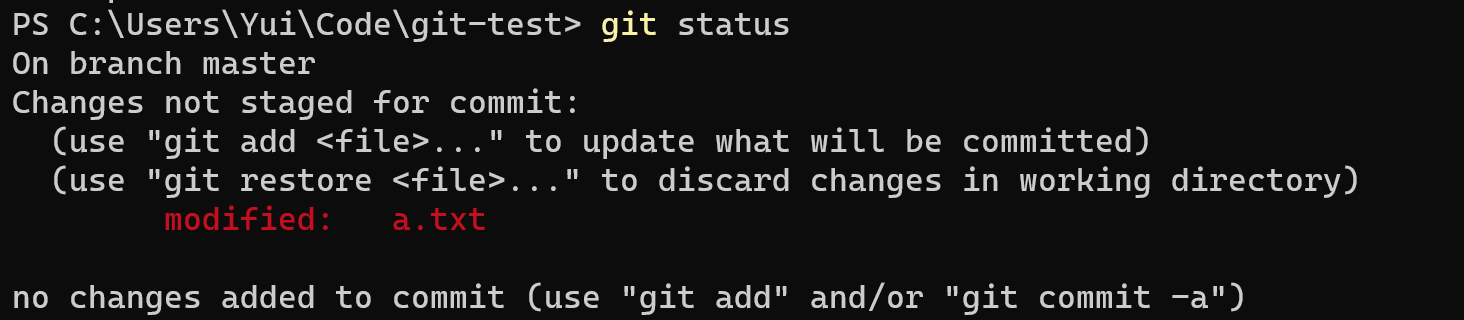 PS C:\Users\Yui\Code\git-test> git status
On branch master
Changes not staged for commit:
  (use "git add <file>..." to update what will be committed)
  (use "git restore <file>..." to discard changes in working directory)
        modified:   a.txt

no changes added to commit (use "git add" and/or "git commit -a")